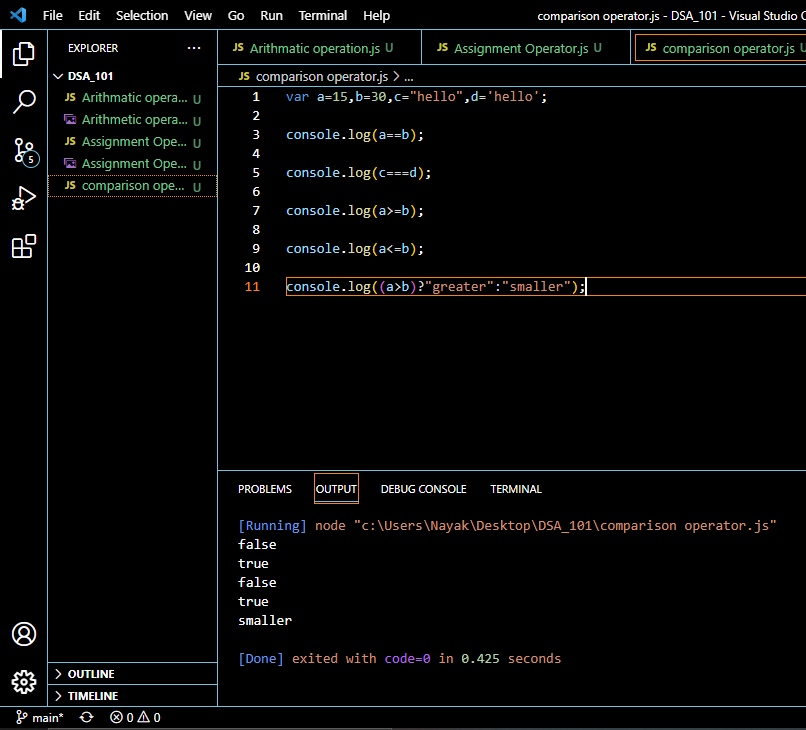 File Edit Selection View Go Run Terminal Help comparison operator.js - DSA_101 - Visual Studio
EXPLORER ...
JS Arithmatic operation.js U JS Assignment Operator.js U JS comparison operator.js U
DSA_101
JS Arithmatic opera... U
Arithmetic opera... U
JS Assignment Ope... U
Assignment Ope... U
JS comparison ope... U
5
JS comparison operator.js > ...
1 var a=15,b=30,c="hello",d='hello';
2
3 console.log(a==b);
4
5 console.log(c===d);
6
7 console.log(a>=b);
8
9 console.log(a<=b);
10
11 console.log((a>b)?"greater":"smaller");
PROBLEMS OUTPUT DEBUG CONSOLE TERMINAL
[Running] node "c:\Users\Nayak\Desktop\DSA_101\comparison operator.js"
false
true
false
true
smaller
[Done] exited with code=0 in 0.425 seconds
OUTLINE
TIMELINE
main* 0 0